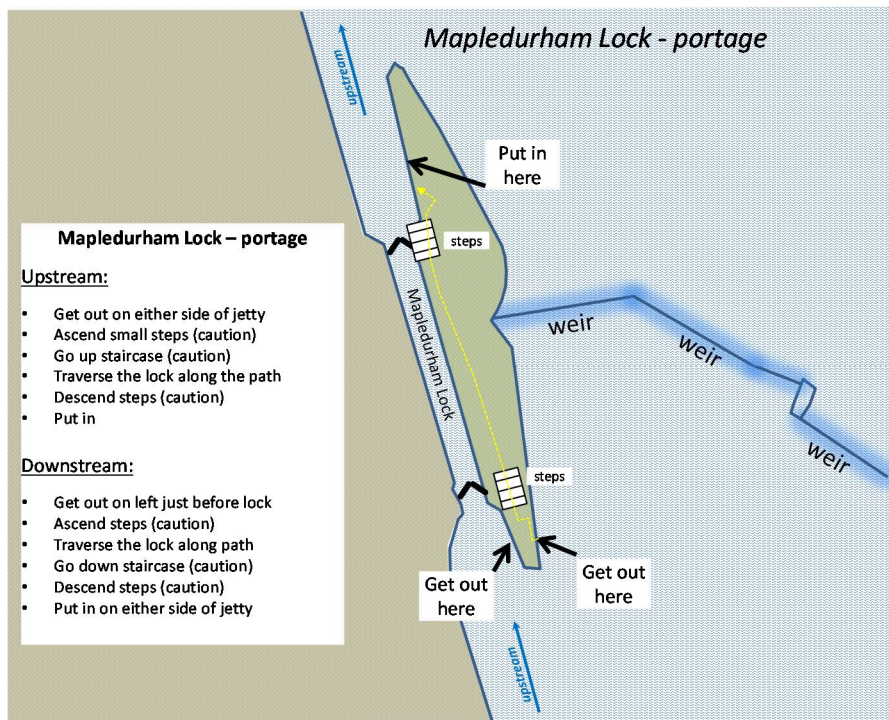 Mapledurham Lock - portage
upstream
Put in
here
steps
Mapledurham Lock – portage
Upstream:
• Get out on either side of jetty
• Ascend small steps (caution)
• Go up staircase (caution)
• Traverse the lock along the path
• Descend steps (caution)
• Put in
Downstream:
• Get out on left just before lock
• Ascend steps (caution)
• Traverse the lock along path
• Go down staircase (caution)
• Descend steps (caution)
• Put in on either side of jetty
Mapledurham Lock
weir
weir
weir
steps
Get out
here
Get out
here
upstream